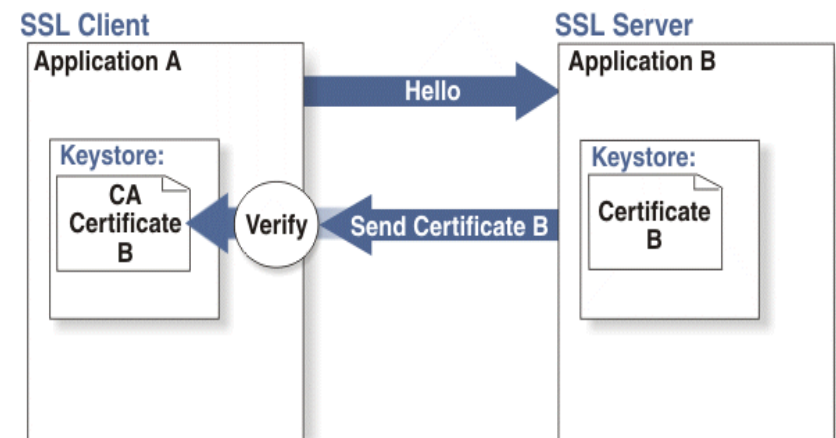 SSL Client
SSL Server
Application A
Application B
Hello
Keystore:
Keystore:
CA
Certificate
B
Verify
Send Certificate B
Certificate
B